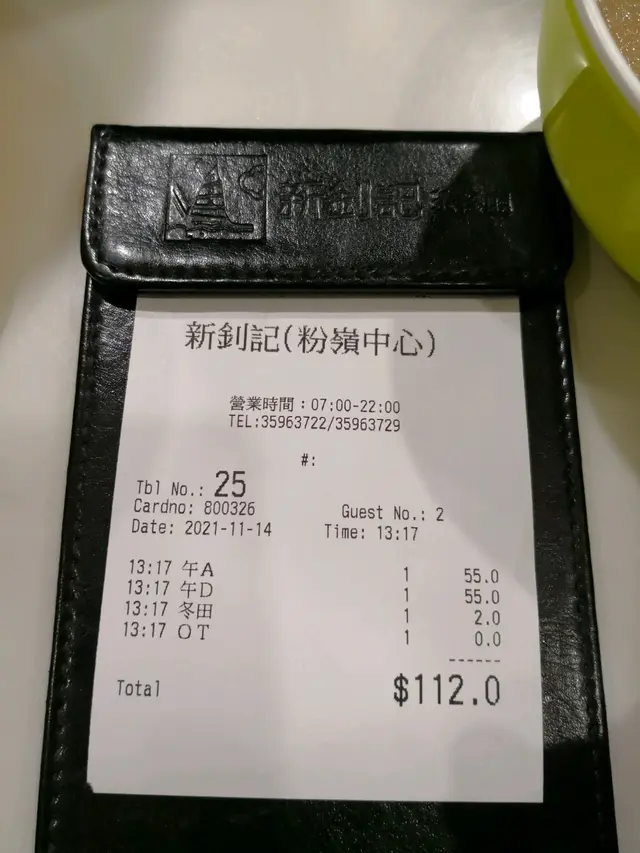 新釗記
新釗記(粉嶺中心)
營業時間：07:00-22:00
TEL:35963722/35963729
#:
Tbl No.: 25
Cardno: 800326 Guest No.: 2
Date: 2021-11-14 Time: 13:17
13:17 午A 1 55.0
13:17 午D 1 55.0
13:17 冬田 1 2.0
13:17 OT 1 0.0
------
Total $112.0